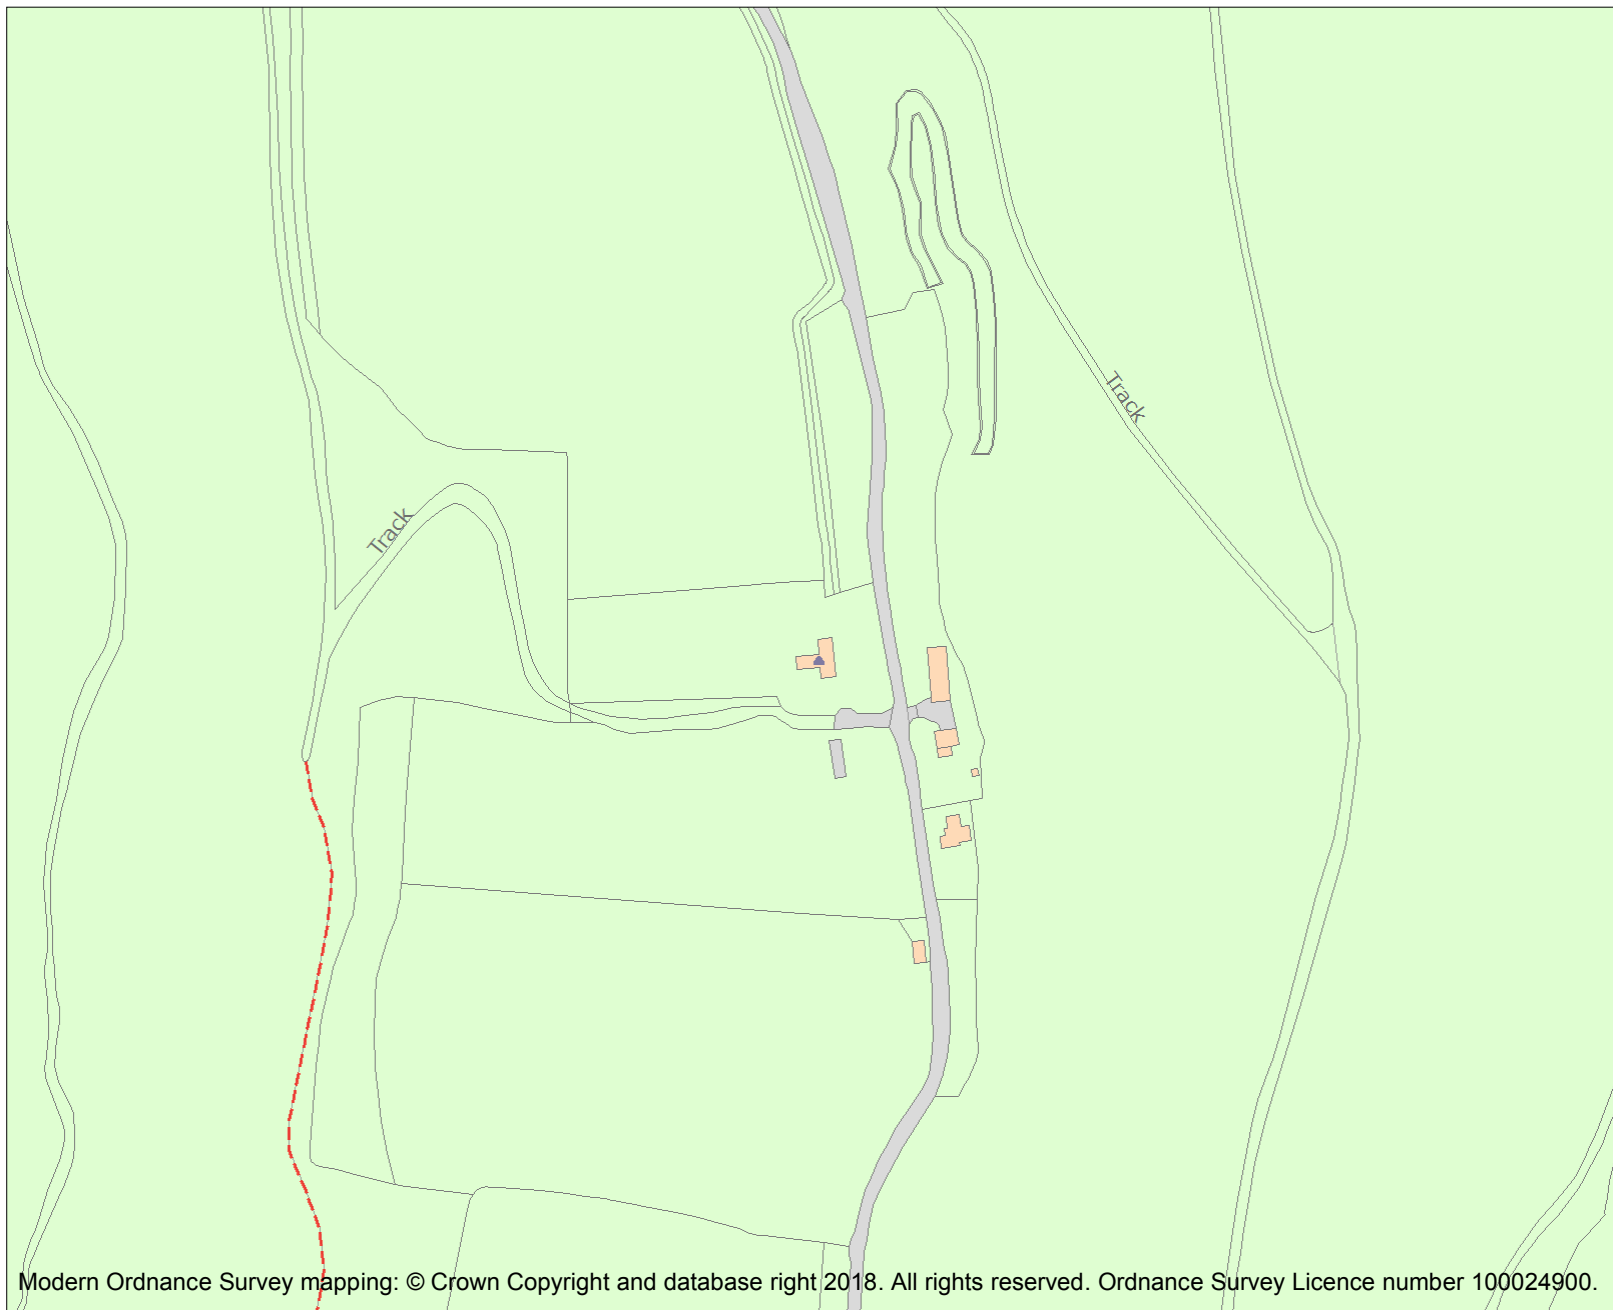 Track
Track
Modern Ordnance Survey mapping: © Crown Copyright and database right 2018. All rights reserved. Ordnance Survey Licence number 100024900.